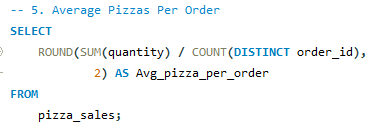 -- 5. Average Pizzas Per Order
SELECT
ROUND(SUM(quantity) / COUNT(DISTINCT order_id),
2) AS Avg_pizza_per_order
FROM
pizza_sales;